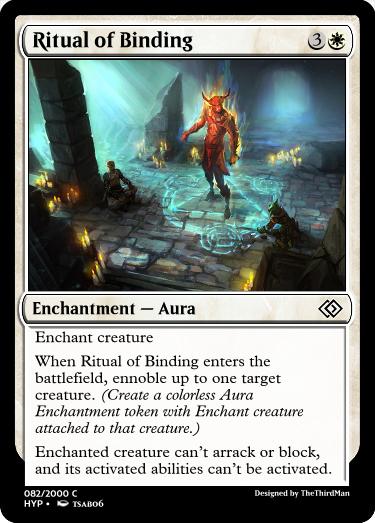 Ritual of Binding 3
Enchantment — Aura
Enchant creature
When Ritual of Binding enters the
battlefield, ennoble up to one target
creature. (Create a colorless Aura
Enchantment token with Enchant creature
attached to that creature.)
Enchanted creature can't arrack or block,
and its activated abilities can't be activated.
082/2000 C
HYP • TSABO6
Designed by TheThirdMan